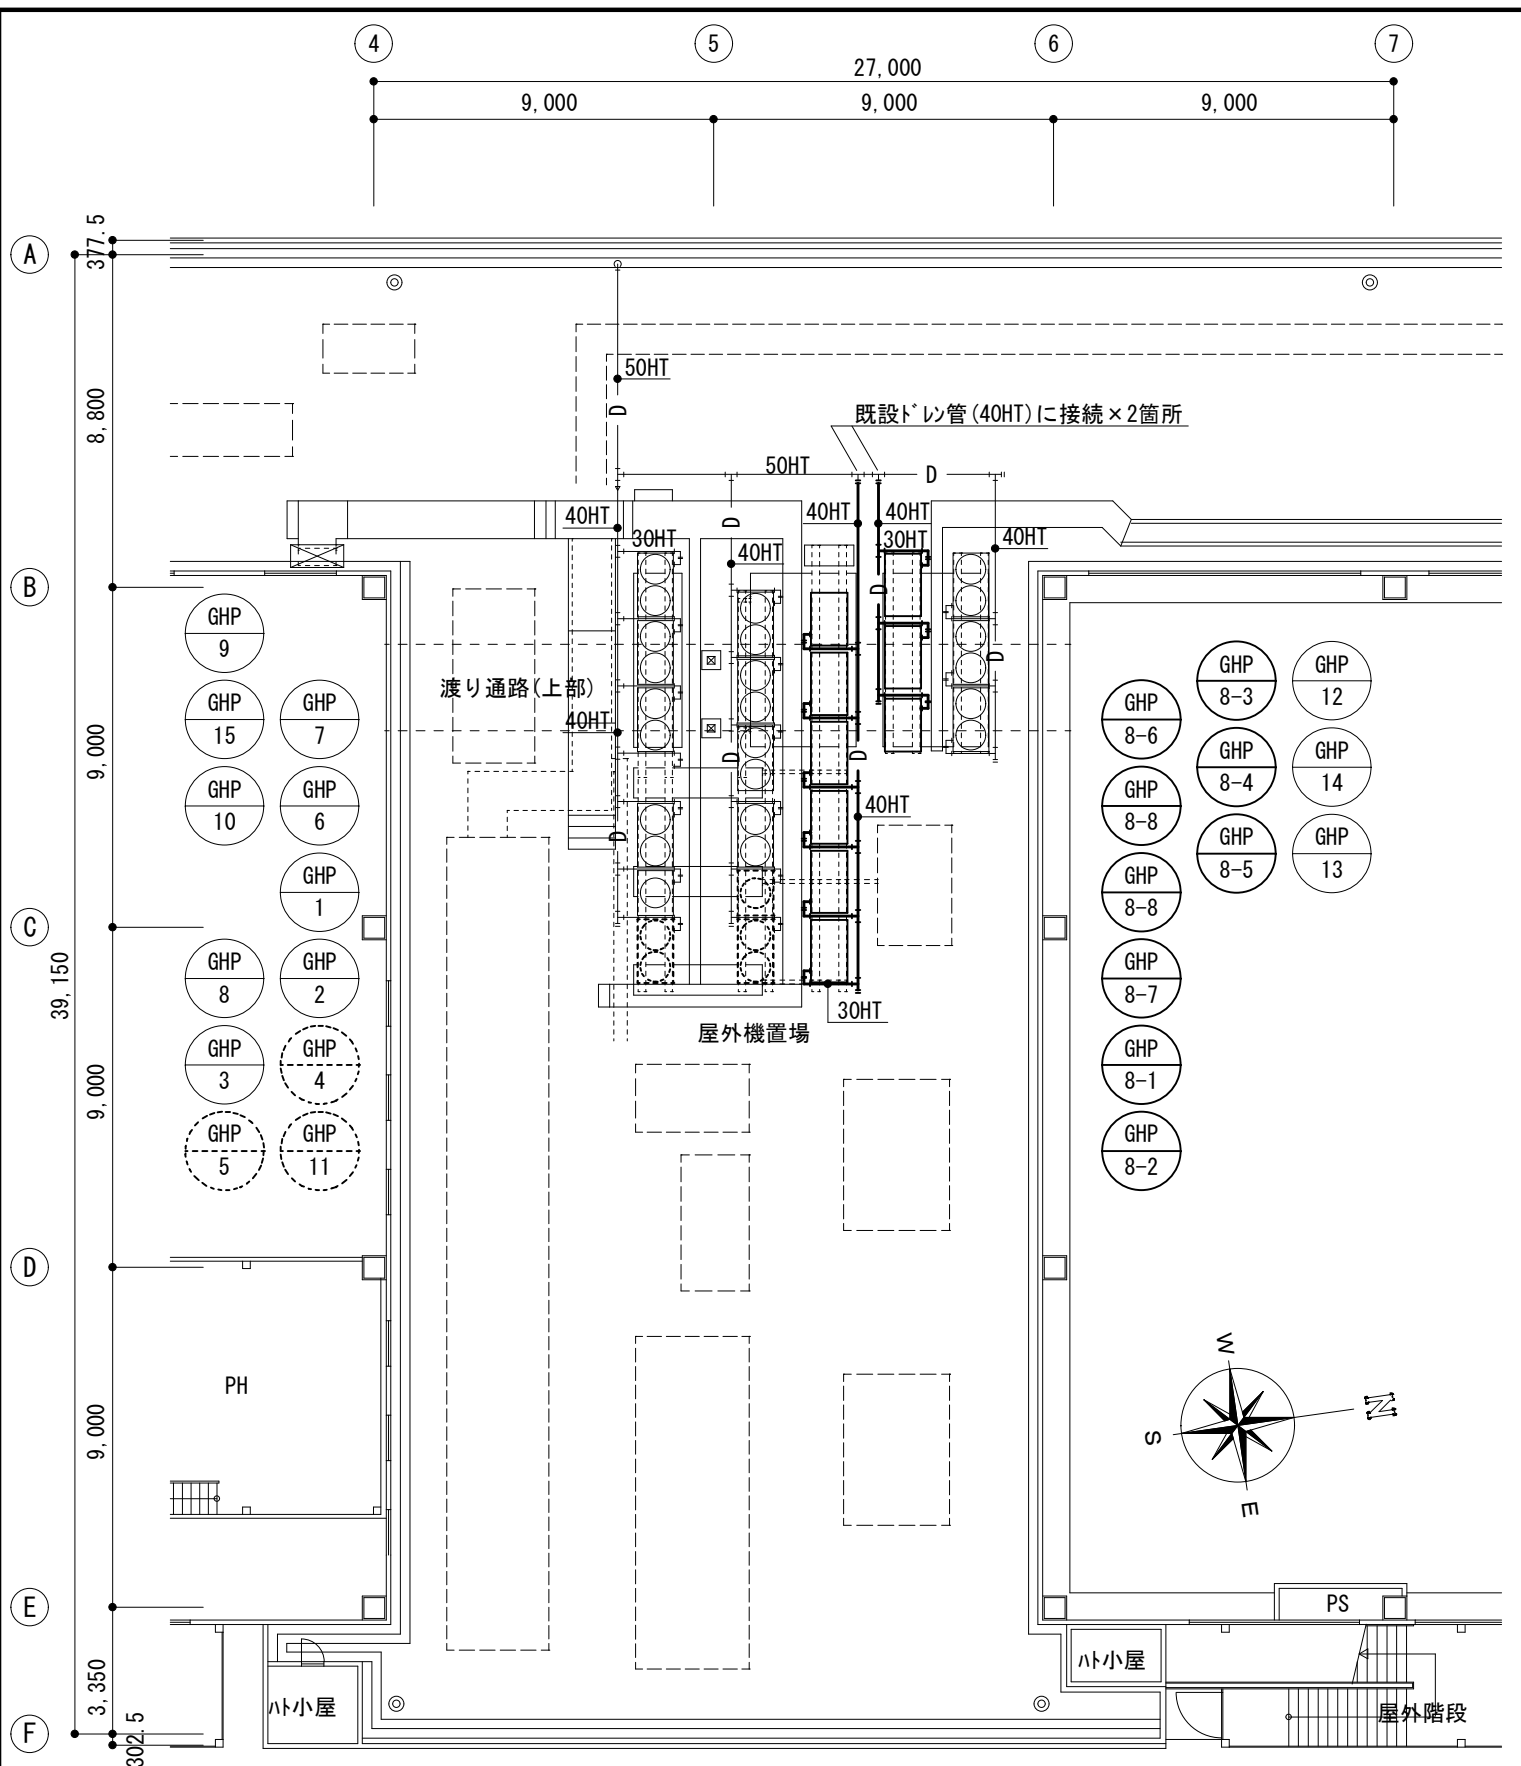 4
5
6
7
27,000
9,000
9,000
9,000
A
377.5
8,800
50HT
D
既設ﾄﾞﾚﾝ管(40HT)に接続×2箇所
50HT
D
40HT
30HT
D
40HT
40HT
40HT
30HT
40HT
B
9,000
渡り通路(上部)
40HT
D
D
D
D
D
40HT
GHP
9
GHP
15
GHP
7
GHP
10
GHP
6
GHP
1
GHP
8
GHP
2
GHP
3
GHP
4
GHP
5
GHP
11
GHP
8-6
GHP
8-3
GHP
12
GHP
8-8
GHP
8-4
GHP
14
GHP
8-8
GHP
8-5
GHP
13
GHP
8-7
GHP
8-1
GHP
8-2
C
39,150
30HT
屋外機置場
9,000
D
PH
9,000
W
N
S
E
E
PS
ﾊﾄ小屋
ﾊﾄ小屋
屋外階段
3,350
F
302.5